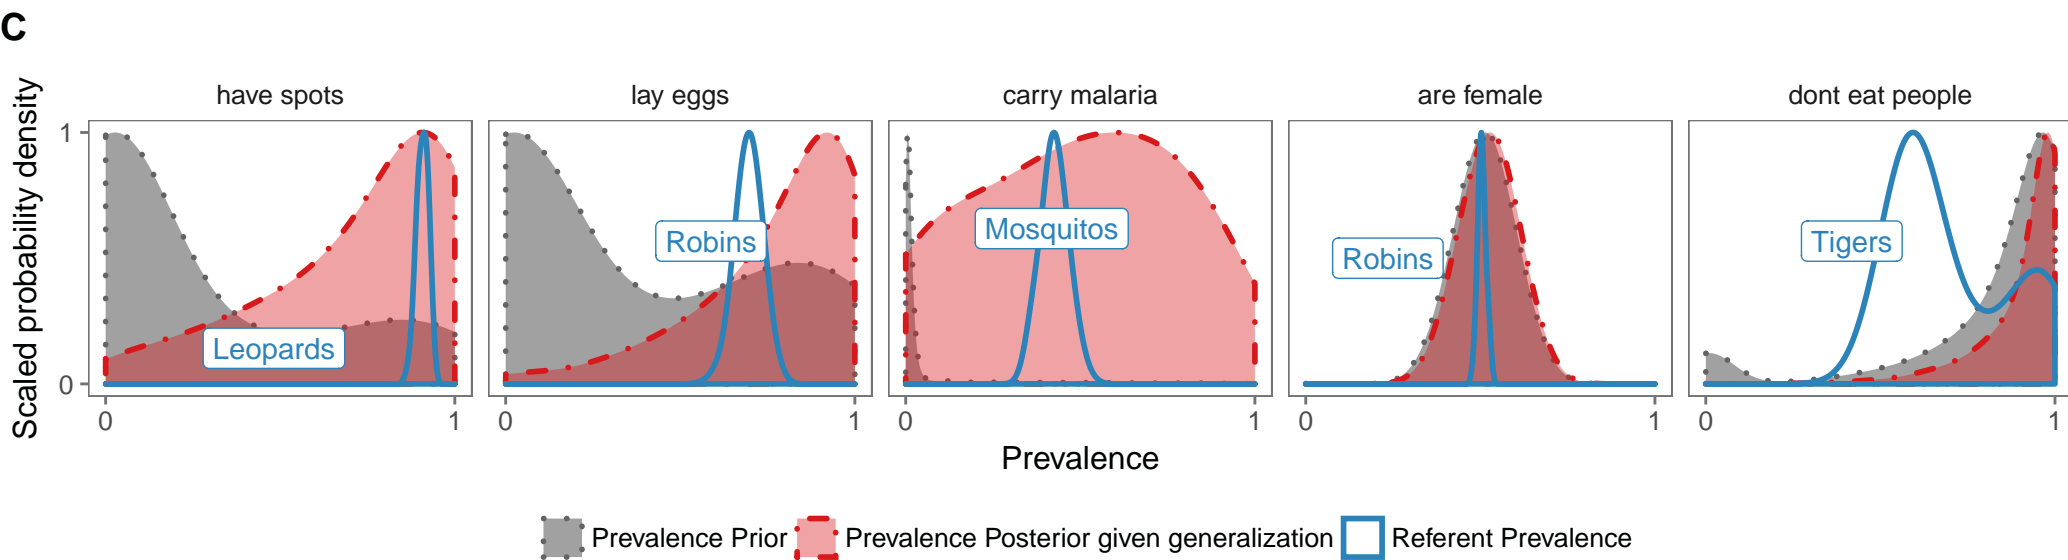 C
have spots lay eggs carry malaria are female dont eat people
Scaled probability density
1
0
Leopards
Robins
Mosquitos
Robins
Tigers
0 1 0 1 0 1 0 1 0 1
Prevalence
Prevalence Prior Prevalence Posterior given generalization Referent Prevalence